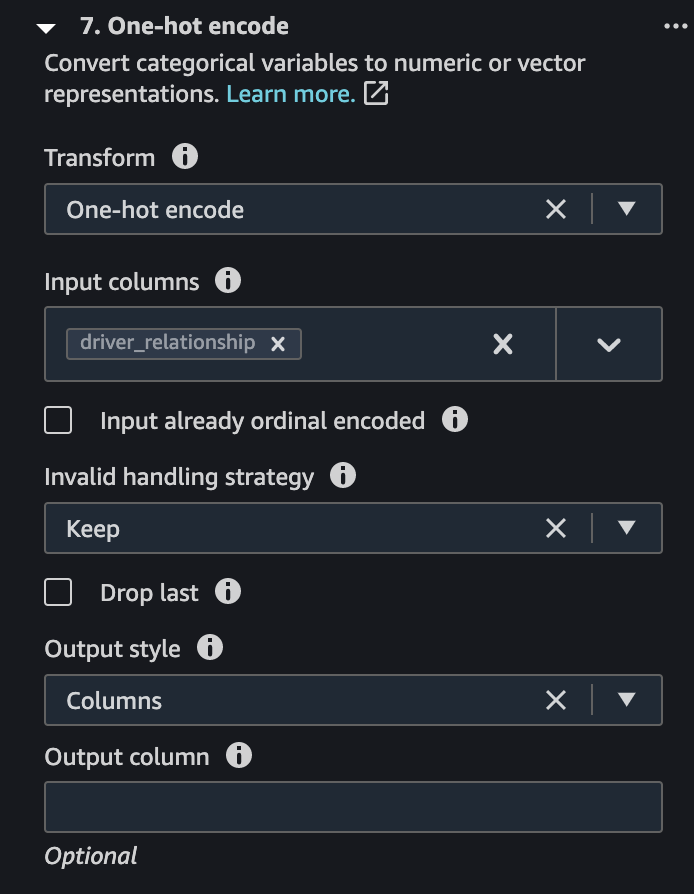 7. One-hot encode
Convert categorical variables to numeric or vector
representations. Learn more.
Transform
One-hot encode
Input columns
driver_relationship
Input already ordinal encoded
Invalid handling strategy
Keep
Drop last
Output style
Columns
Output column
Optional